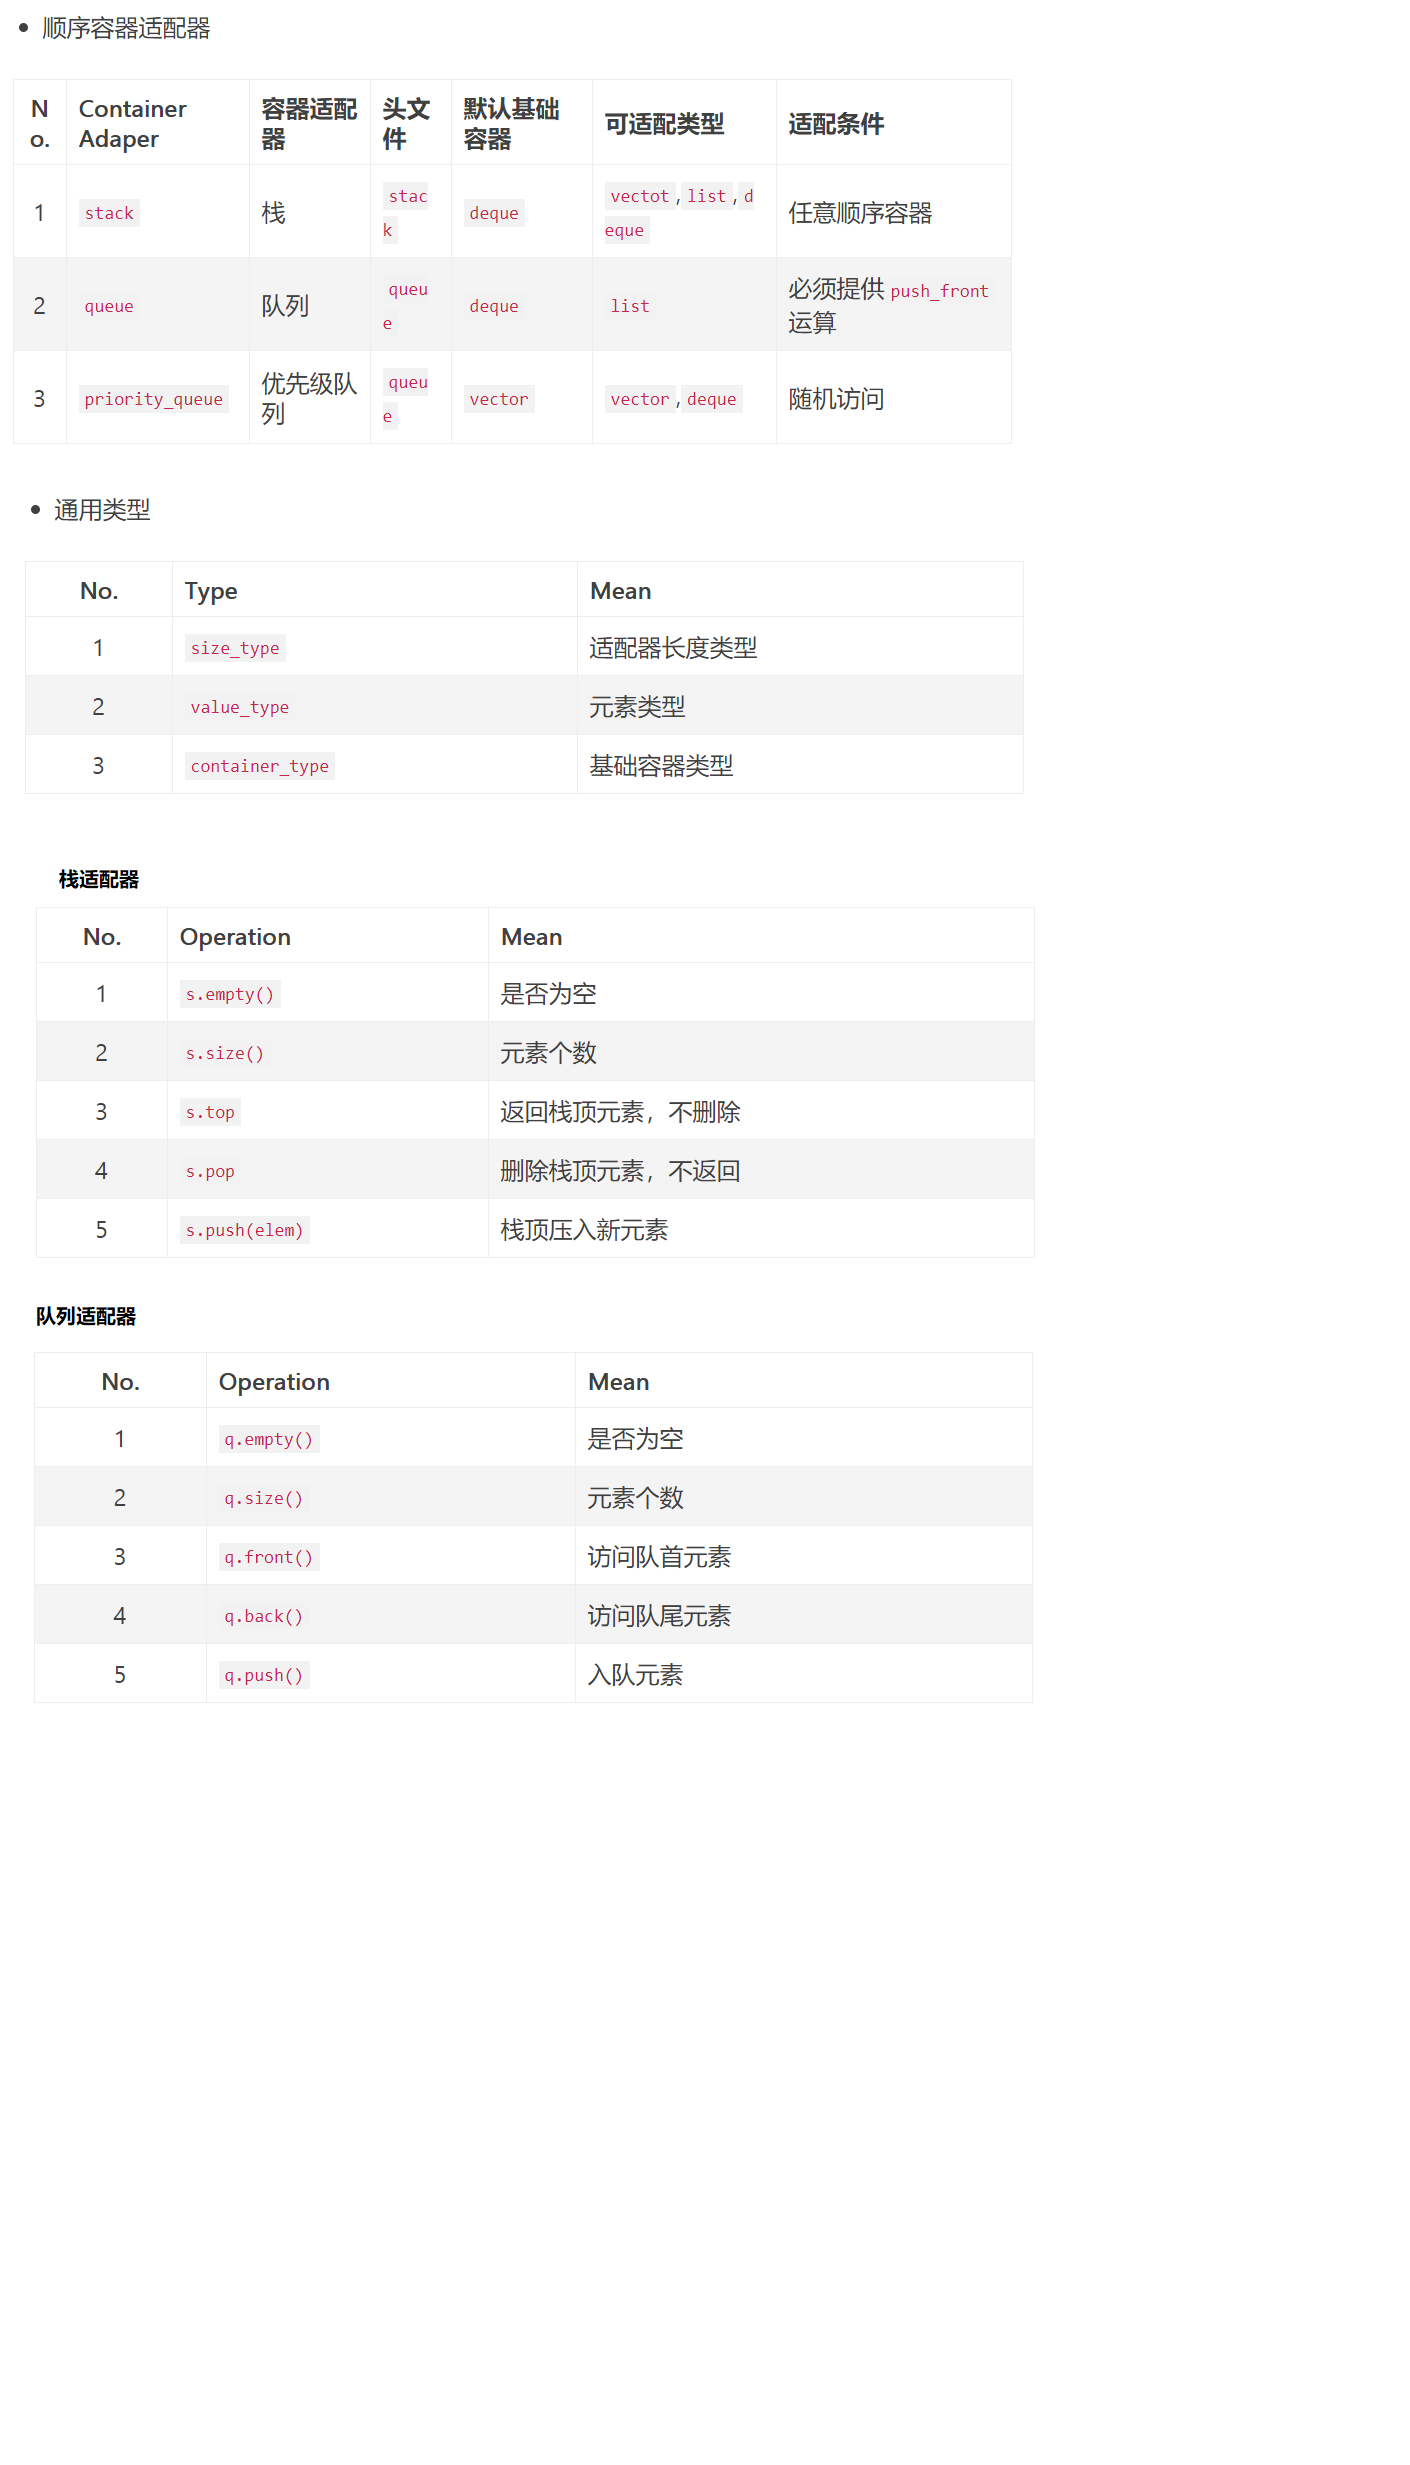 顺序容器适配器
No. Container Adaper 容器适配器 头文件 默认基础容器 可适配类型 适配条件
1 stack 栈 stack deque vectot,list,deque 任意顺序容器
2 queue 队列 queue deque list 必须提供 push_front 运算
3 priority_queue 优先级队列 queue vector vector,deque 随机访问
通用类型
No. Type Mean
1 size_type 适配器长度类型
2 value_type 元素类型
3 container_type 基础容器类型
栈适配器
No. Operation Mean
1 s.empty() 是否为空
2 s.size() 元素个数
3 s.top 返回栈顶元素，不删除
4 s.pop 删除栈顶元素，不返回
5 s.push(elem) 栈顶压入新元素
队列适配器
No. Operation Mean
1 q.empty() 是否为空
2 q.size() 元素个数
3 q.front() 访问队首元素
4 q.back() 访问队尾元素
5 q.push() 入队元素